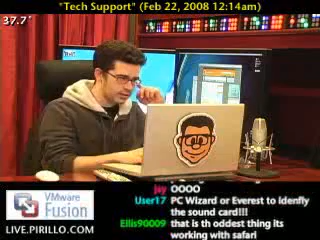 "Tech Support" (Feb 22, 2008 12:14am)
37.7°
jsy OOOO
User17 PC Wizard or Everest to idenfiy
the sound card!!!
Ellis90009 that is th oddest thing its
working with safari
VMware
Fusion
LIVE.PIRILLO.COM